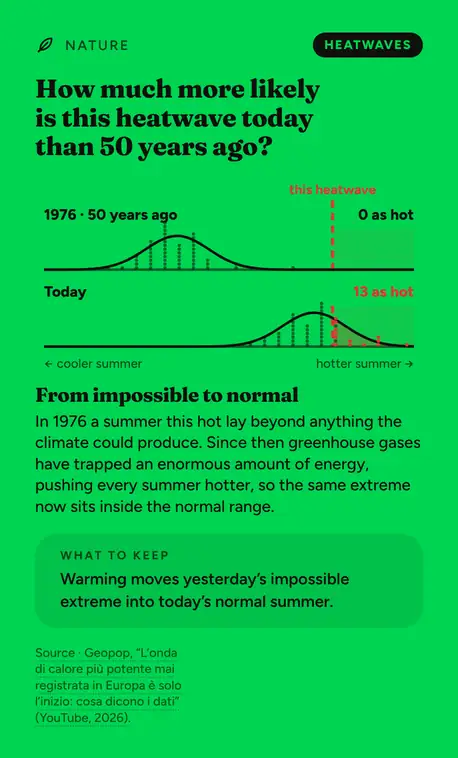 NATURE
HEATWAVES
How much more likely
is this heatwave today
than 50 years ago?
this heatwave
1976 · 50 years ago
0 as hot
Today
13 as hot
← cooler summer
hotter summer →
From impossible to normal
In 1976 a summer this hot lay beyond anything the
climate could produce. Since then greenhouse gases
have trapped an enormous amount of energy,
pushing every summer hotter, so the same extreme
now sits inside the normal range.
WHAT TO KEEP
Warming moves yesterday’s impossible
extreme into today’s normal summer.
Source · Geopop, “L’onda
di calore più potente mai
registrata in Europa è solo
l’inizio: cosa dicono i dati”
(YouTube, 2026).